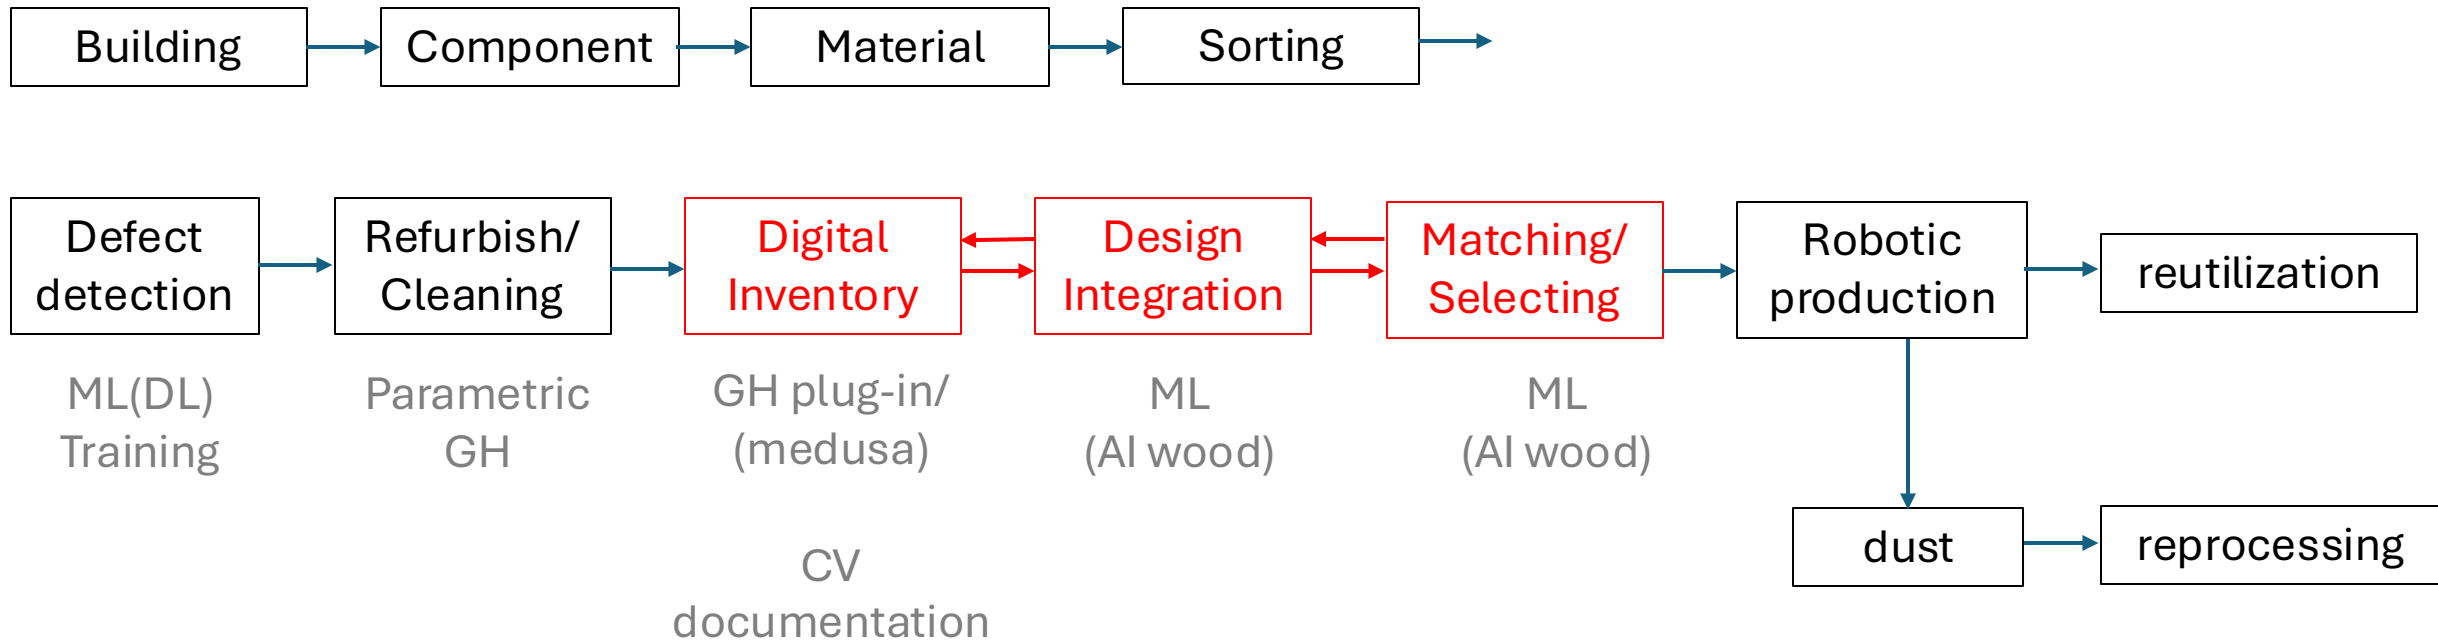 Building
Component
Material
Sorting
Defect
detection
Refurbish/
Cleaning
Digital
Inventory
Design
Integration
Matching/
Selecting
Robotic
production
reutilization
ML(DL)
Training
Parametric
GH
GH plug-in/
(medusa)
ML
(AI wood)
ML
(AI wood)
CV
documentation
dust
reprocessing